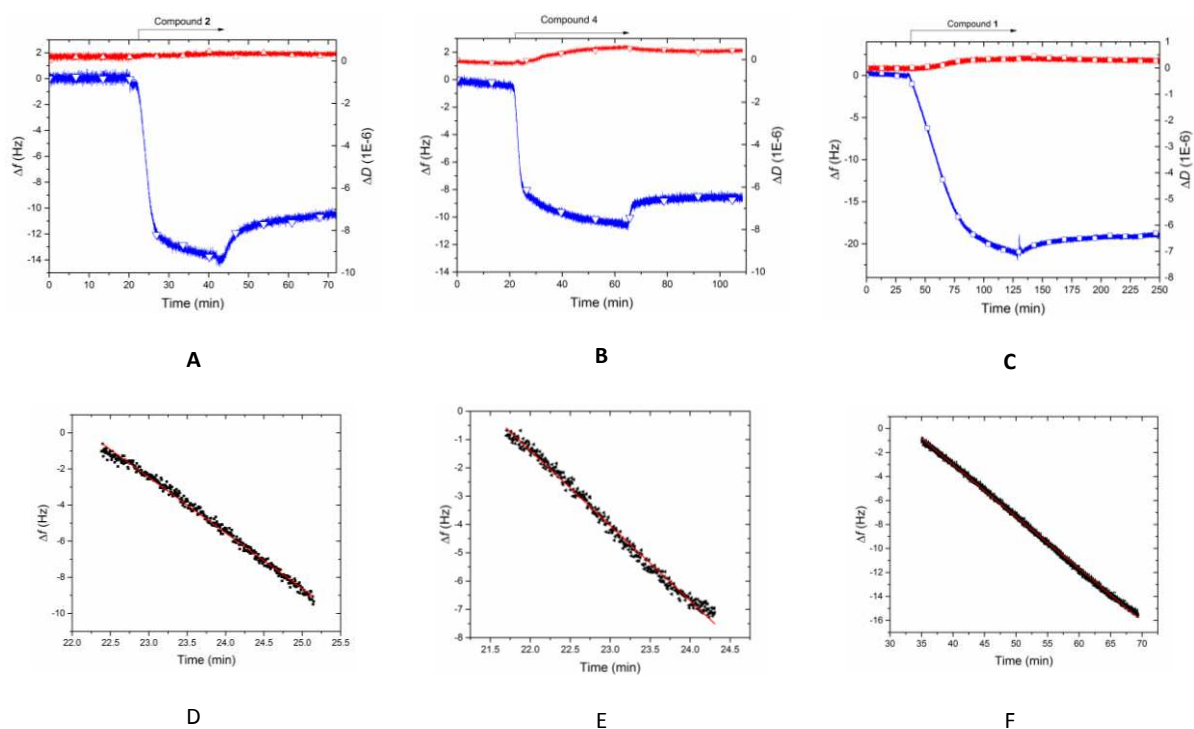 Compound 2
2
0
-2
-4
-6
-8
-10
-12
-14
0
-2
-4
-6
-8
-10
0 10 20 30 40 50 60 70
Δf (Hz)
ΔD (1E-6)
Time (min)
A
Compound 4
4
2
0
-2
-4
-6
-8
-10
-12
-14
2
0
-2
-4
-6
-8
-10
0 20 40 60 80 100
Δf (Hz)
ΔD (1E-6)
Time (min)
B
Compound 1
0
-5
-10
-15
-20
1
0
-1
-2
-3
-4
-5
-6
-7
-8
0 25 50 75 100 125 150 175 200 225 250
Δf (Hz)
ΔD (1E-6)
Time (min)
C
0
-2
-4
-6
-8
-10
22.0 22.5 23.0 23.5 24.0 24.5 25.0 25.5
Δf (Hz)
Time (min)
D
0
-1
-2
-3
-4
-5
-6
-7
-8
21.5 22.0 22.5 23.0 23.5 24.0 24.5
Δf (Hz)
Time (min)
E
0
-2
-4
-6
-8
-10
-12
-14
-16
30 35 40 45 50 55 60 65 70
Δf (Hz)
Time (min)
F